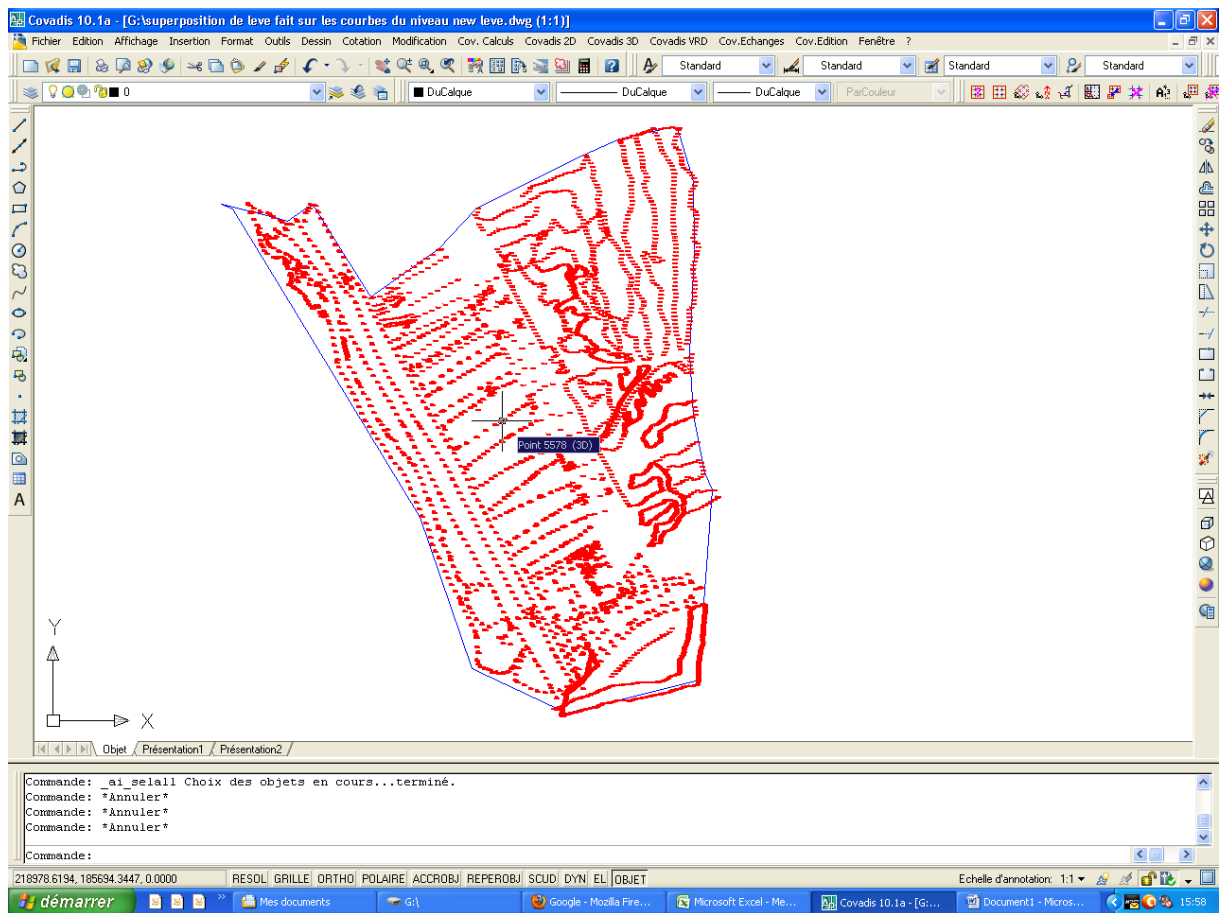 Covadis 10.1a - [G:\superposition de leve fait sur les courbes du niveau new leve.dwg (1:1)]
Fichier Edition Affichage Insertion Format Outils Dessin Cotation Modification Cov. Calculs Covadis 2D Covadis 3D Covadis VRD Cov.Echanges Cov.Edition Fenêtre ?
Standard Standard Standard Standard
0 DuCalque DuCalque DuCalque ParCouleur
Point 5578 (3D)
Y
X
A
Objet Présentation1 Présentation2
Commande: _ai_selall Choix des objets en cours...terminé.
Commande: *Annuler*
Commande: *Annuler*
Commande: *Annuler*
Commande:
218978.6194, 185694.3447, 0.0000 RESOL GRILLE ORTHO POLAIRE ACCROBJ REPEROBJ SCUD DYN EL OBJET Echelle d'annotation: 1:1
démarrer Mes documents G:\ Google - Mozilla Fire... Microsoft Excel - Me... Covadis 10.1a - [G:... Document1 - Micros... 15:58